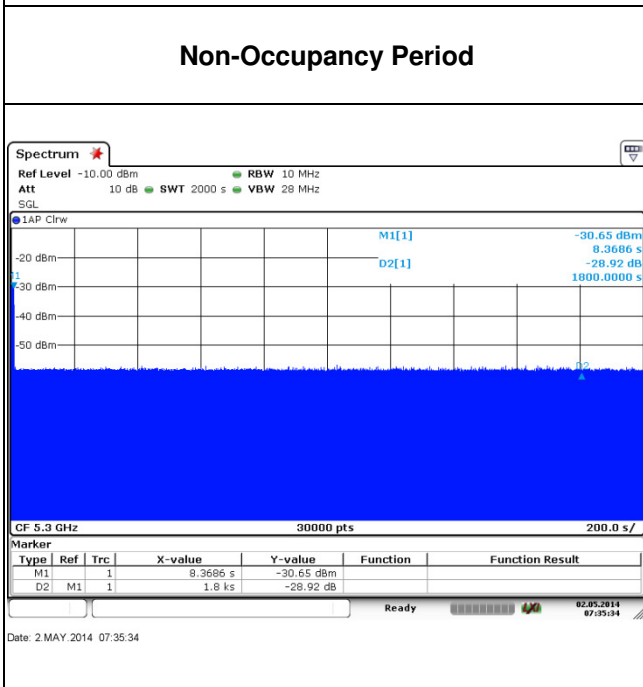 Non-Occupancy Period
Spectrum
Ref Level -10.00 dBm RBW 10 MHz
Att 10 dB SWT 2000 s VBW 28 MHz
SGL
1AP Clrw
M1[1] -30.65 dBm
8.3686 s
-20 dBm
D2[1] -28.92 dB
1800.0000 s
-30 dBm
-40 dBm
-50 dBm
D2
CF 5.3 GHz 30000 pts 200.0 s/
Marker
Type Ref Trc X-value Y-value Function Function Result
M1 1 8.3686 s -30.65 dBm
D2 M1 1 1.8 ks -28.92 dB
Ready 02.05.2014
07:35:34
Date: 2.MAY.2014 07:35:34